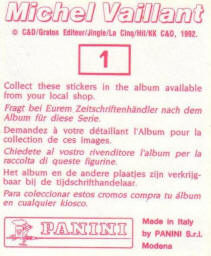 Michel Vaillant
© C&D/Graton Editeur/Jingle/La Cinq/Hit/KK C&D, 1992.
1
Collect these stickers in the album available
from your local shop.
Fragt bei Eurem Zeitschriftenhändler nach dem
Album für diese Serie.
Demandez à votre détaillant l'Album pour la
collection de ces images.
Chiedete al vostro rivenditore l'album per la
raccolta di queste figurine.
Het album en de andere plaatjes zijn verkrijg-
baar bij de tijdschrifthandelaar.
Para coleccionar estos cromos compra tu álbum
en cualquier kiosco.
PANINI
Made in Italy
by PANINI S.r.l.
Modena